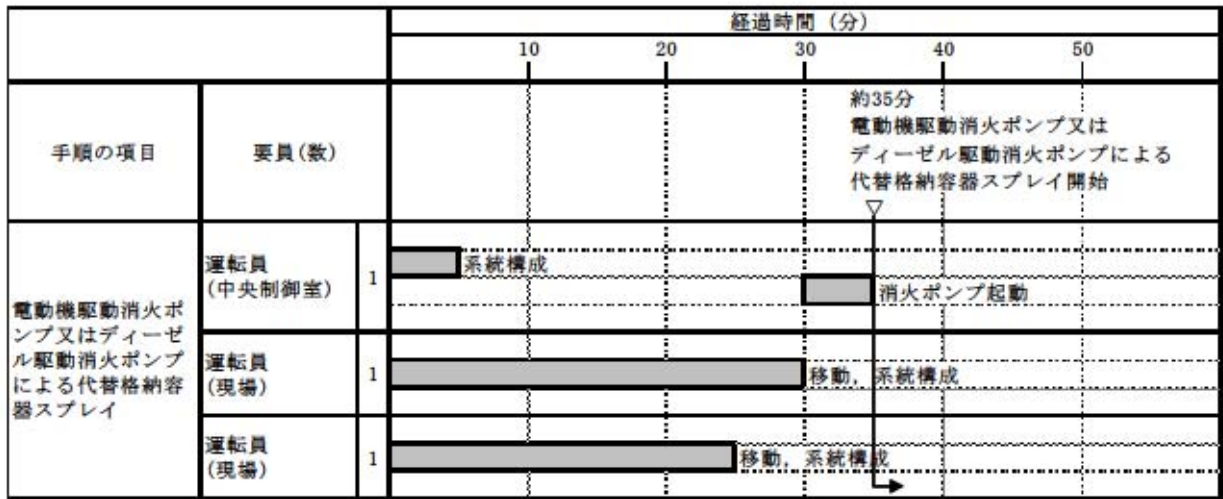 経過時間（分）
10 20 30 40 50
手順の項目
要員(数)
約35分
電動機駆動消火ポンプ又は
ディーゼル駆動消火ポンプによる
代替格納容器スプレイ開始
▽
電動機駆動消火ポ
ンプ又はディーゼ
ル駆動消火ポンプ
による代替格納容
器スプレイ
運転員
(中央制御室)
1
系統構成
消火ポンプ起動
運転員
(現場)
1
移動，系統構成
運転員
(現場)
1
移動，系統構成